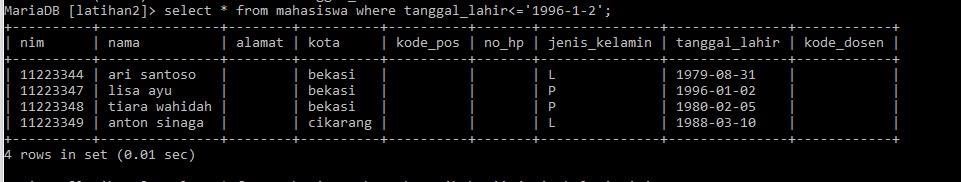 MariaDB [latihan2]> select * from mahasiswa where tanggal_lahir<='1996-1-2';
+----------+---------------+--------+----------+----------+-------+---------------+---------------+------------+
| nim      | nama          | alamat | kota     | kode_pos | no_hp | jenis_kelamin | tanggal_lahir | kode_dosen |
+----------+---------------+--------+----------+----------+-------+---------------+---------------+------------+
| 11223344 | ari santoso   |        | bekasi   |          |       | L             | 1979-08-31    |            |
| 11223347 | lisa ayu      |        | bekasi   |          |       | P             | 1996-01-02    |            |
| 11223348 | tiara wahidah |        | bekasi   |          |       | P             | 1980-02-05    |            |
| 11223349 | anton sinaga  |        | cikarang |          |       | L             | 1988-03-10    |            |
+----------+---------------+--------+----------+----------+-------+---------------+---------------+------------+
4 rows in set (0.01 sec)